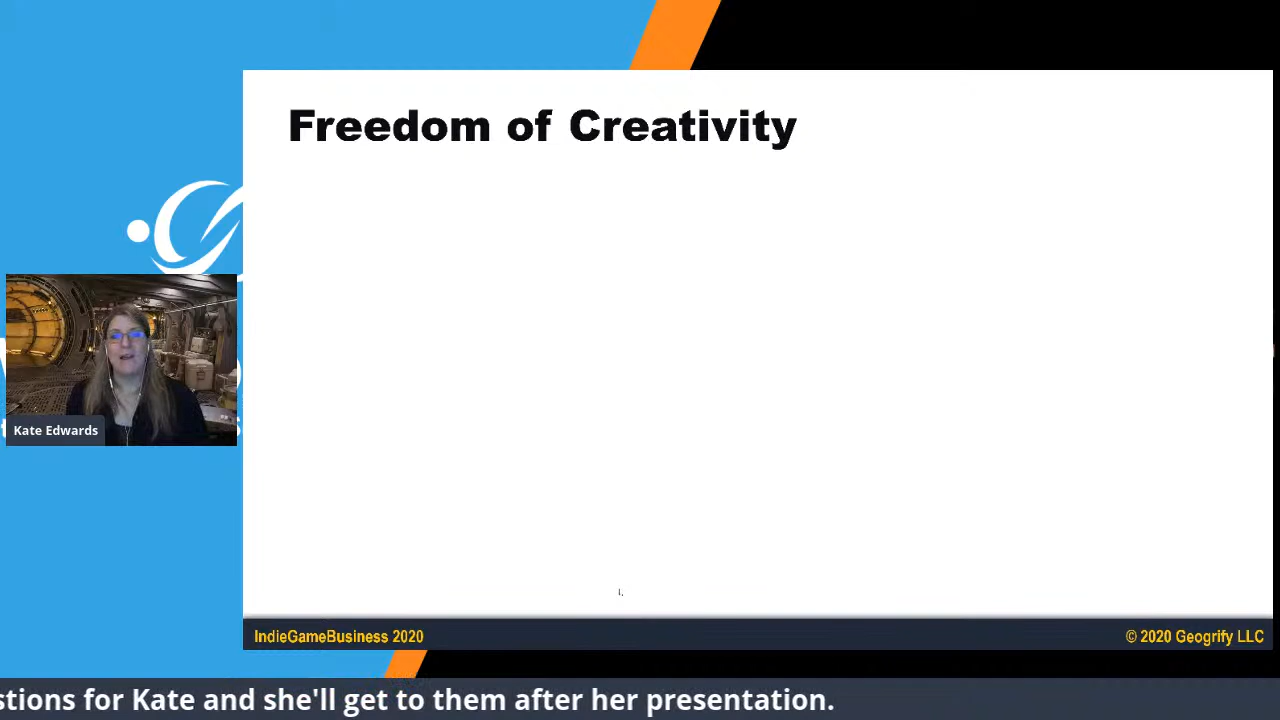 Freedom of Creativity
Kate Edwards
IndieGameBusiness 2020
© 2020 Geogrify LLC
stions for Kate and she'll get to them after her presentation.